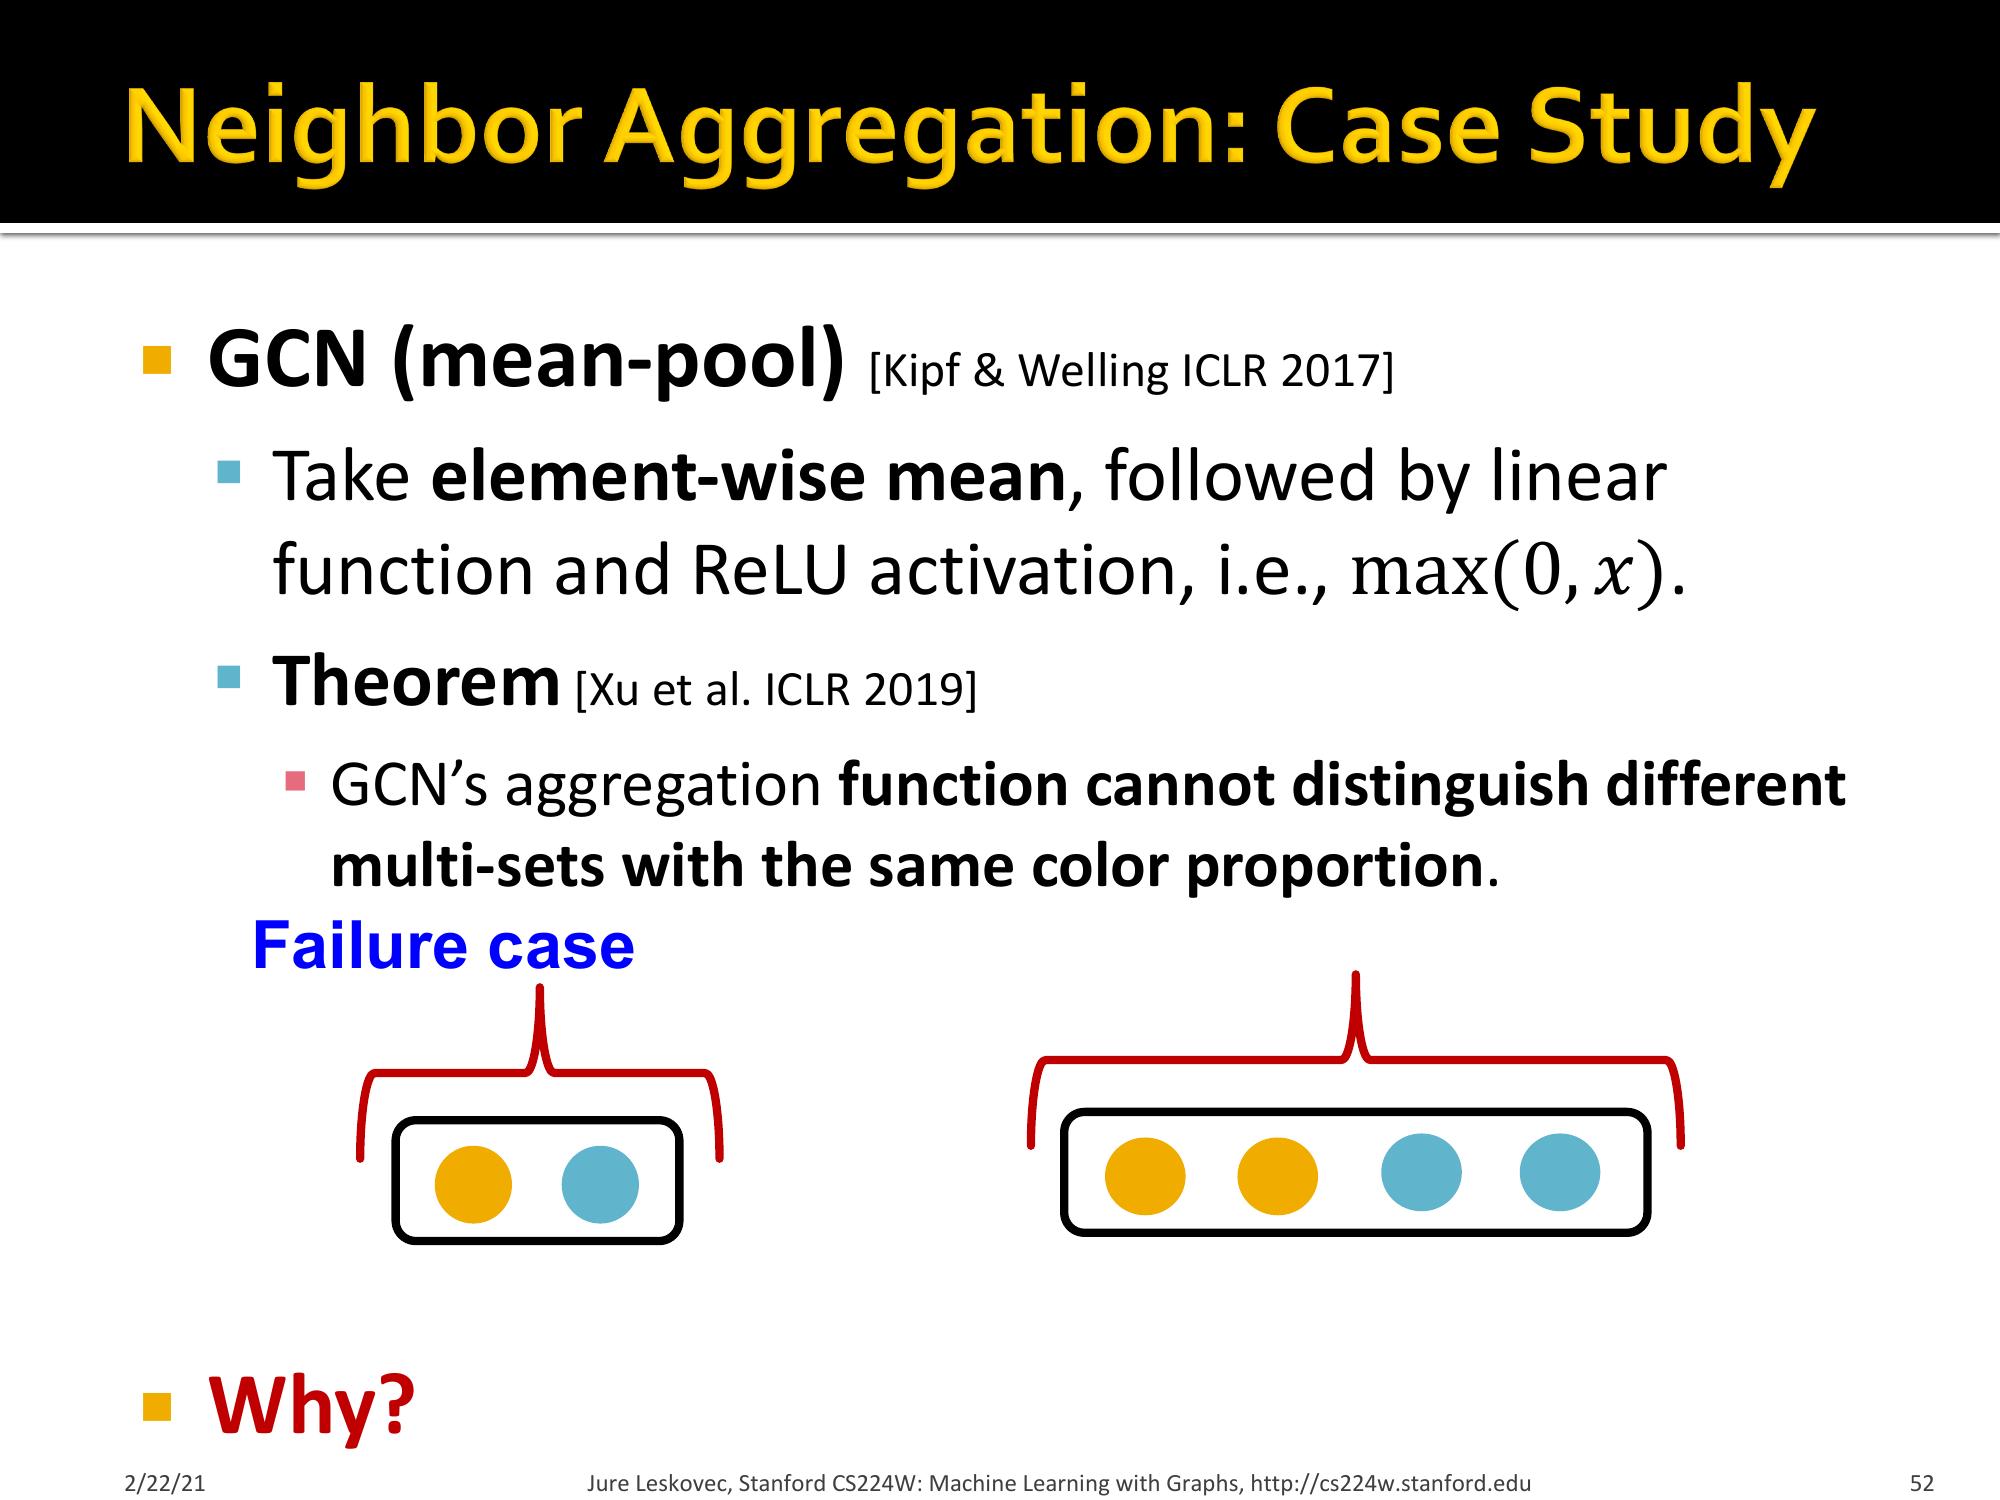 Neighbor Aggregation: Case Study
GCN (mean-pool) [Kipf & Welling ICLR 2017]
Take element-wise mean, followed by linear
function and ReLU activation, i.e., max(0, x).
Theorem [Xu et al. ICLR 2019]
GCN’s aggregation function cannot distinguish different
multi-sets with the same color proportion.
Failure case
Why?
2/22/21
Jure Leskovec, Stanford CS224W: Machine Learning with Graphs, http://cs224w.stanford.edu
52